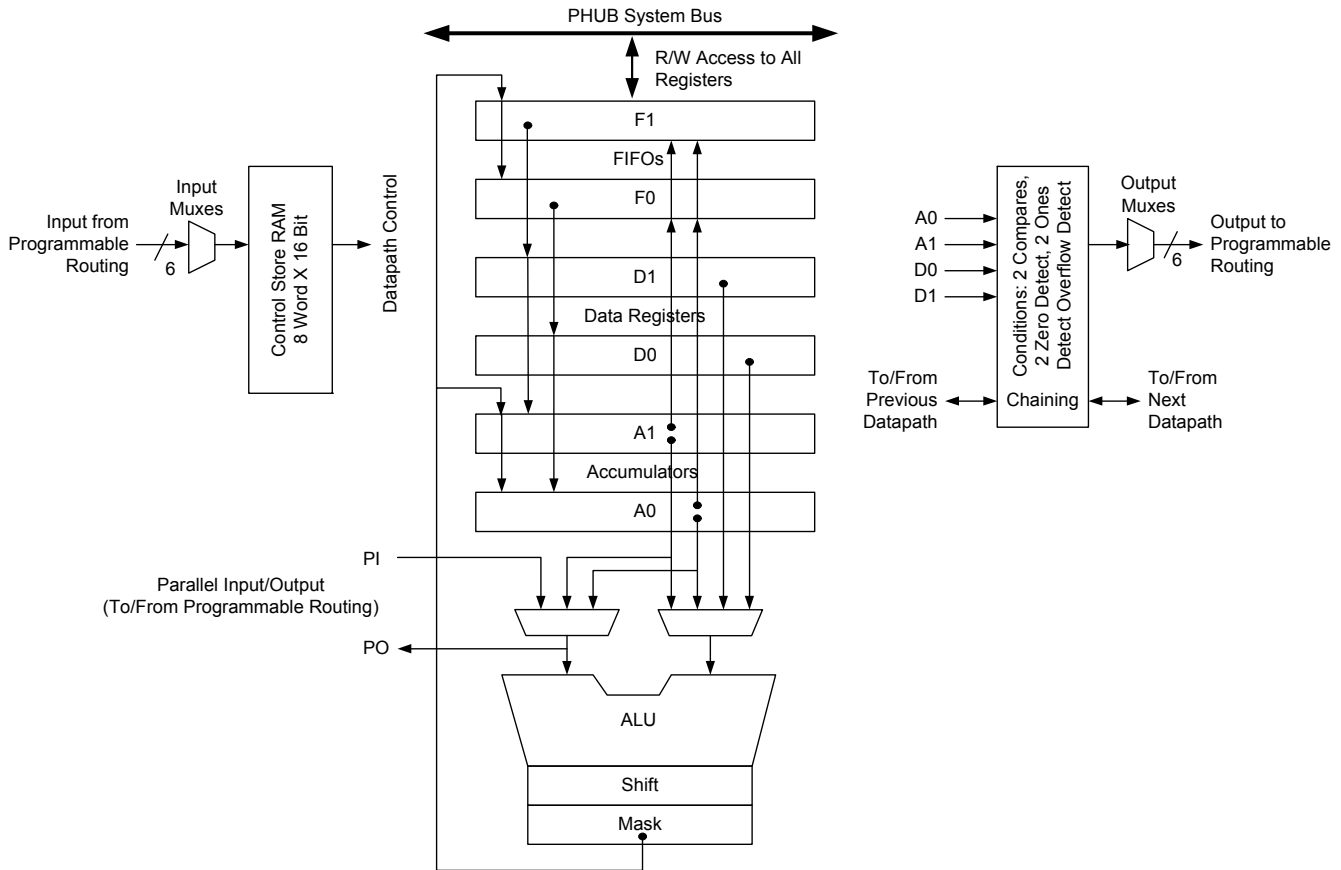 PHUB System Bus
R/W Access to All
Registers
F1
FIFOs
F0
D1
Data Registers
D0
A1
Accumulators
A0
Input from
Programmable
Routing
6
Input
Muxes
Control Store RAM
8 Word X 16 Bit
Datapath Control
PI
Parallel Input/Output
(To/From Programmable Routing)
PO
ALU
Shift
Mask
A0
A1
D0
D1
Conditions: 2 Compares,
2 Zero Detect, 2 Ones
Detect Overflow Detect
Output
Muxes
6
Output to
Programmable
Routing
To/From
Previous
Datapath
Chaining
To/From
Next
Datapath